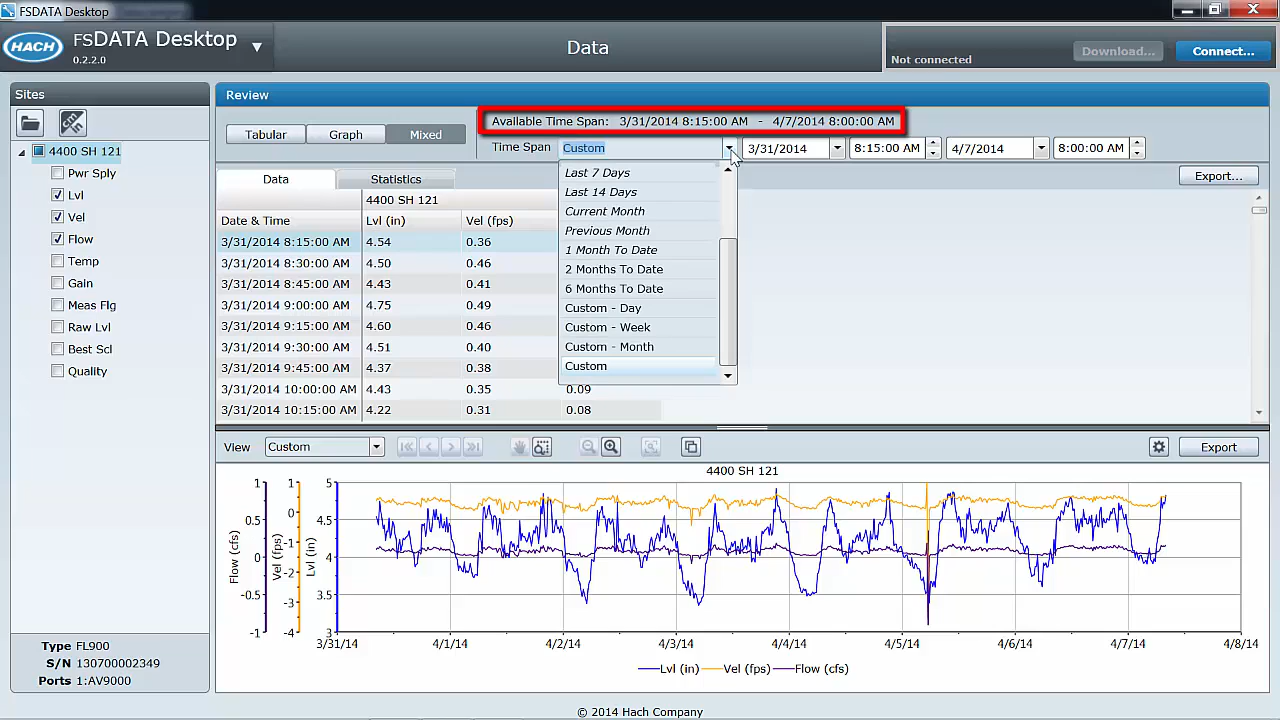 FSDATA Desktop
HACH
FSDATA Desktop
0.2.2.0
Data
Not connected
Download...
Connect...
Sites
4400 SH 121
Pwr Sply
Lvl
Vel
Flow
Temp
Gain
Meas Flg
Raw Lvl
Best Scl
Quality
Type FL900
S/N 130700002349
Ports 1:AV9000
Review
Tabular Graph Mixed
Available Time Span: 3/31/2014 8:15:00 AM - 4/7/2014 8:00:00 AM
Time Span Custom 3/31/2014 8:15:00 AM 4/7/2014 8:00:00 AM
Last 7 Days
Last 14 Days
Current Month
Previous Month
1 Month To Date
2 Months To Date
6 Months To Date
Custom - Day
Custom - Week
Custom - Month
Custom
Data Statistics Export...
4400 SH 121
Date & Time Lvl (in) Vel (fps)
3/31/2014 8:15:00 AM 4.54 0.36
3/31/2014 8:30:00 AM 4.50 0.46
3/31/2014 8:45:00 AM 4.43 0.41
3/31/2014 9:00:00 AM 4.75 0.49
3/31/2014 9:15:00 AM 4.60 0.46
3/31/2014 9:30:00 AM 4.51 0.40
3/31/2014 9:45:00 AM 4.37 0.38
3/31/2014 10:00:00 AM 4.43 0.35 0.09
3/31/2014 10:15:00 AM 4.22 0.31 0.08
View Custom Export
4400 SH 121
Flow (cfs)
1
0.5
0
-0.5
-1
Vel (fps)
1
0
-1
-2
-3
-4
Lvl (in)
5
4.5
4
3.5
3
3/31/14 4/1/14 4/2/14 4/3/14 4/4/14 4/5/14 4/6/14 4/7/14 4/8/14
Lvl (in) Vel (fps) Flow (cfs)
© 2014 Hach Company